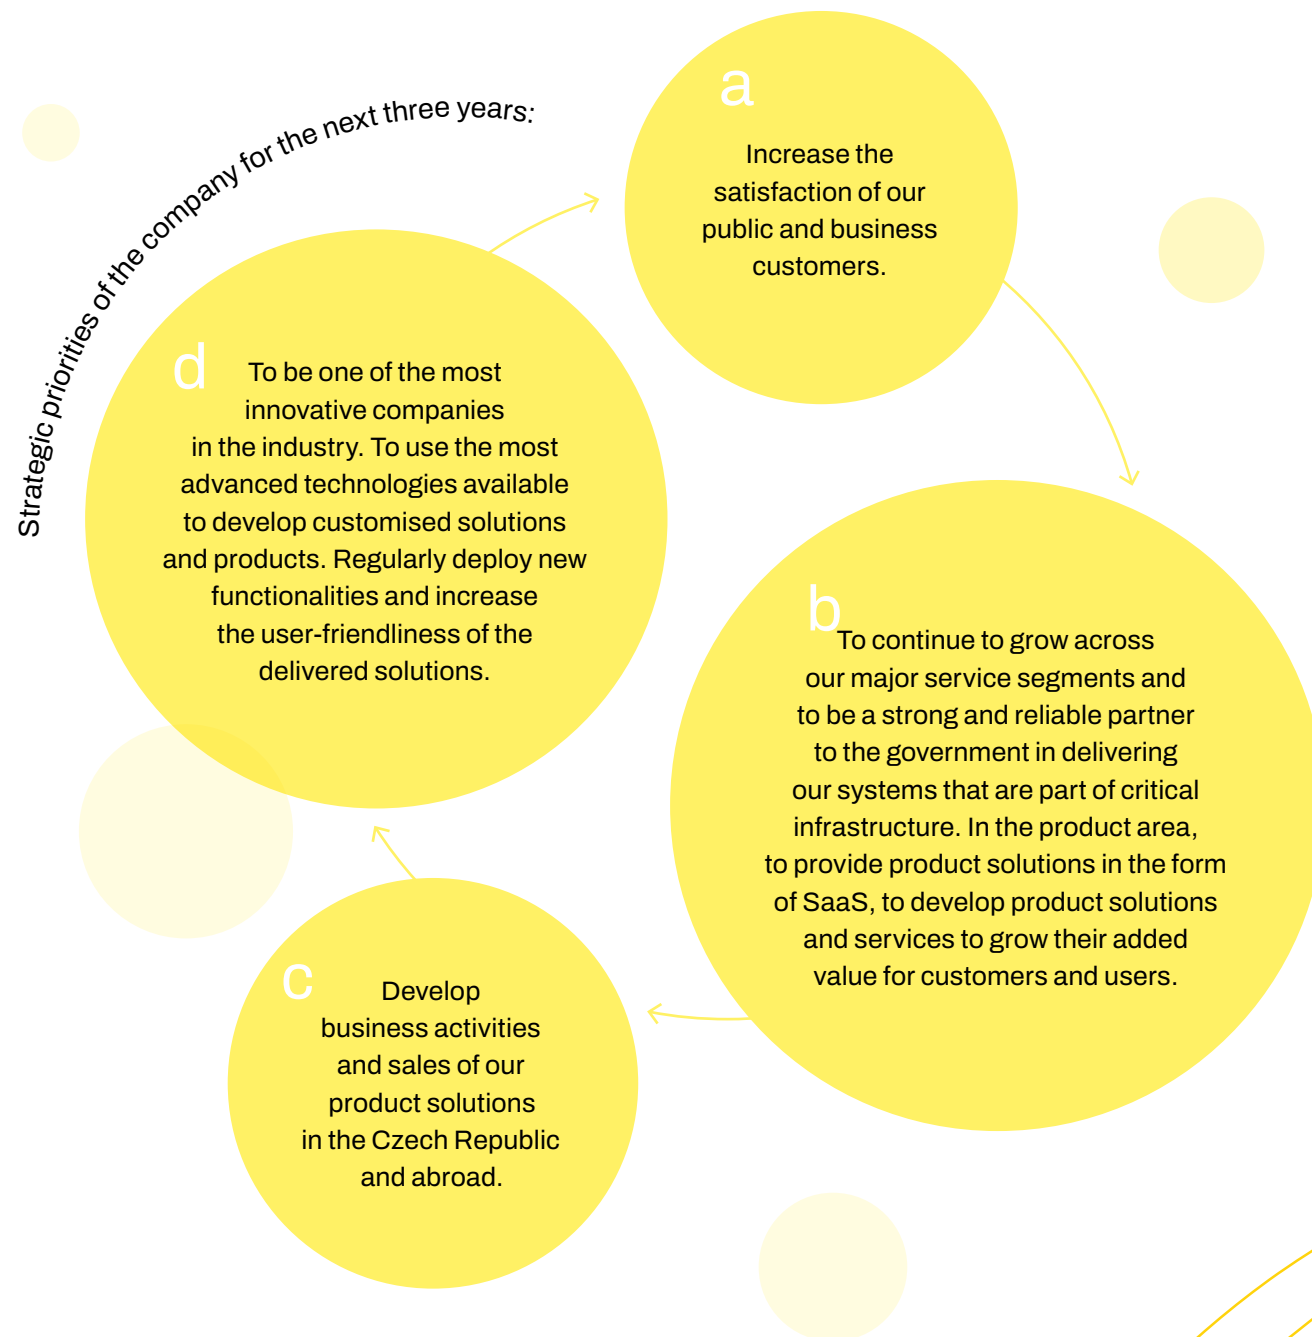 Strategic priorities of the company for the next three years:
a
Increase the
satisfaction of our
public and business
customers.
b
To continue to grow across
our major service segments and
to be a strong and reliable partner
to the government in delivering
our systems that are part of critical
infrastructure. In the product area,
to provide product solutions in the form
of SaaS, to develop product solutions
and services to grow their added
value for customers and users.
c
Develop
business activities
and sales of our
product solutions
in the Czech Republic
and abroad.
d
To be one of the most
innovative companies
in the industry. To use the most
advanced technologies available
to develop customised solutions
and products. Regularly deploy new
functionalities and increase
the user-friendliness of the
delivered solutions.